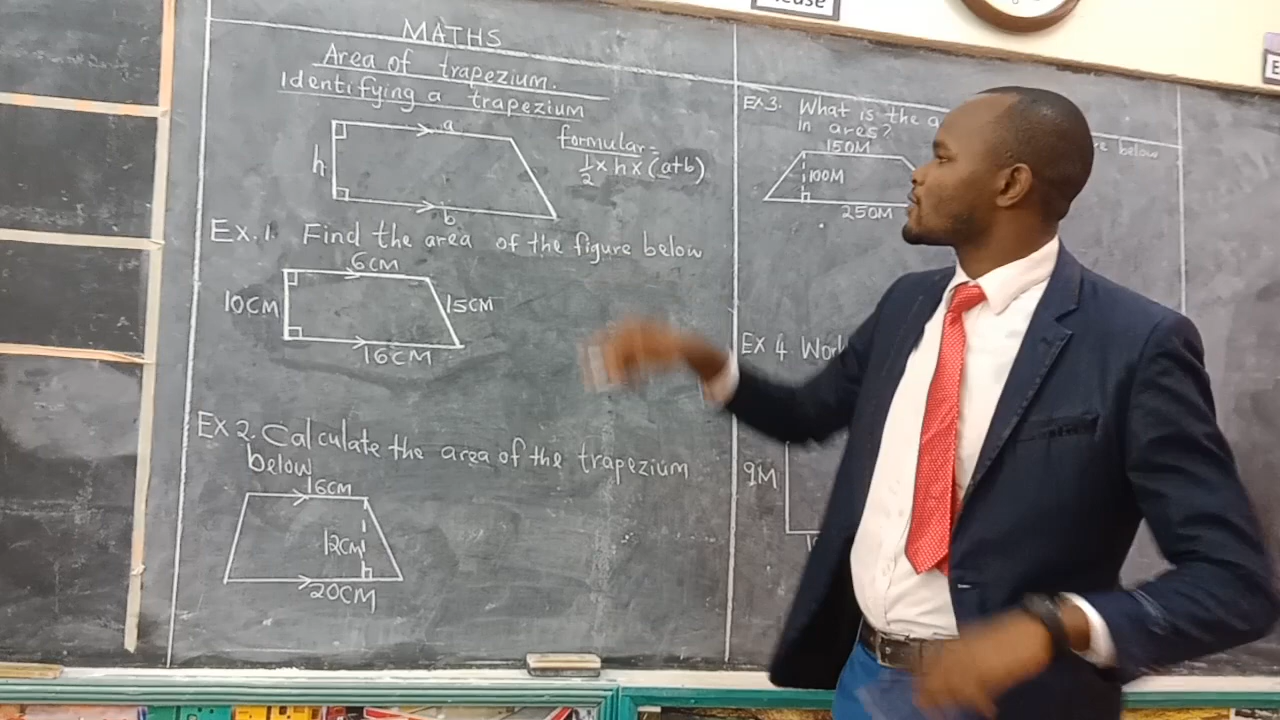 MATHS
Area of trapezium.
Identifying a trapezium
a
h
b
formular =
½ x h x (a+b)
Ex. 1. Find the area of the figure below
6CM
10CM
15CM
16CM
Ex 2. Calculate the area of the trapezium
below
16CM
12CM
20CM
Ex 3. What is the
below
in ares?
150M
100M
250M
Ex 4. Work
9M